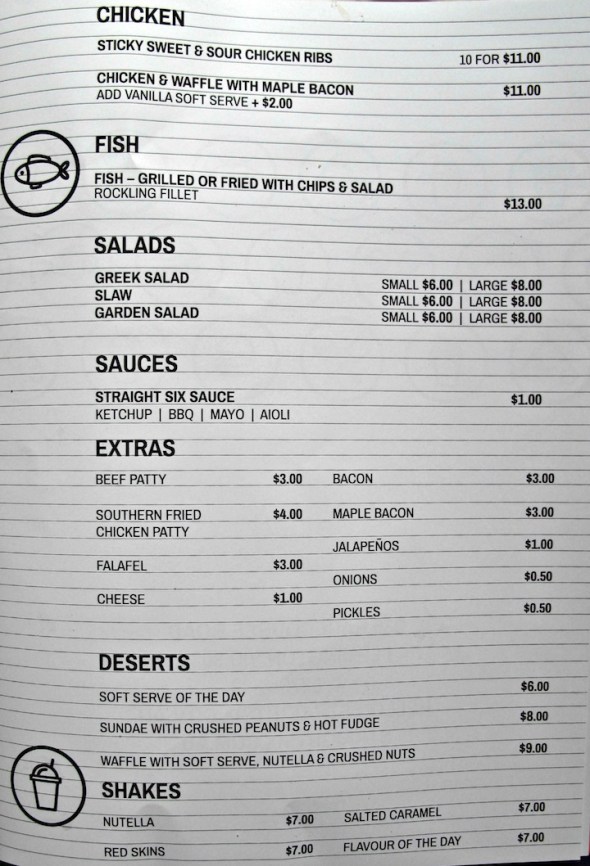 CHICKEN
STICKY SWEET & SOUR CHICKEN RIBS 10 FOR $11.00
CHICKEN & WAFFLE WITH MAPLE BACON $11.00
ADD VANILLA SOFT SERVE + $2.00
FISH
FISH – GRILLED OR FRIED WITH CHIPS & SALAD
ROCKLING FILLET $13.00
SALADS
GREEK SALAD SMALL $6.00 | LARGE $8.00
SLAW SMALL $6.00 | LARGE $8.00
GARDEN SALAD SMALL $6.00 | LARGE $8.00
SAUCES
STRAIGHT SIX SAUCE $1.00
KETCHUP | BBQ | MAYO | AIOLI
EXTRAS
BEEF PATTY $3.00
SOUTHERN FRIED $4.00
CHICKEN PATTY
FALAFEL $3.00
CHEESE $1.00
BACON $3.00
MAPLE BACON $3.00
JALAPEÑOS $1.00
ONIONS $0.50
PICKLES $0.50
DESERTS
SOFT SERVE OF THE DAY $6.00
SUNDAE WITH CRUSHED PEANUTS & HOT FUDGE $8.00
WAFFLE WITH SOFT SERVE, NUTELLA & CRUSHED NUTS $9.00
SHAKES
NUTELLA $7.00
RED SKINS $7.00
SALTED CARAMEL $7.00
FLAVOUR OF THE DAY $7.00